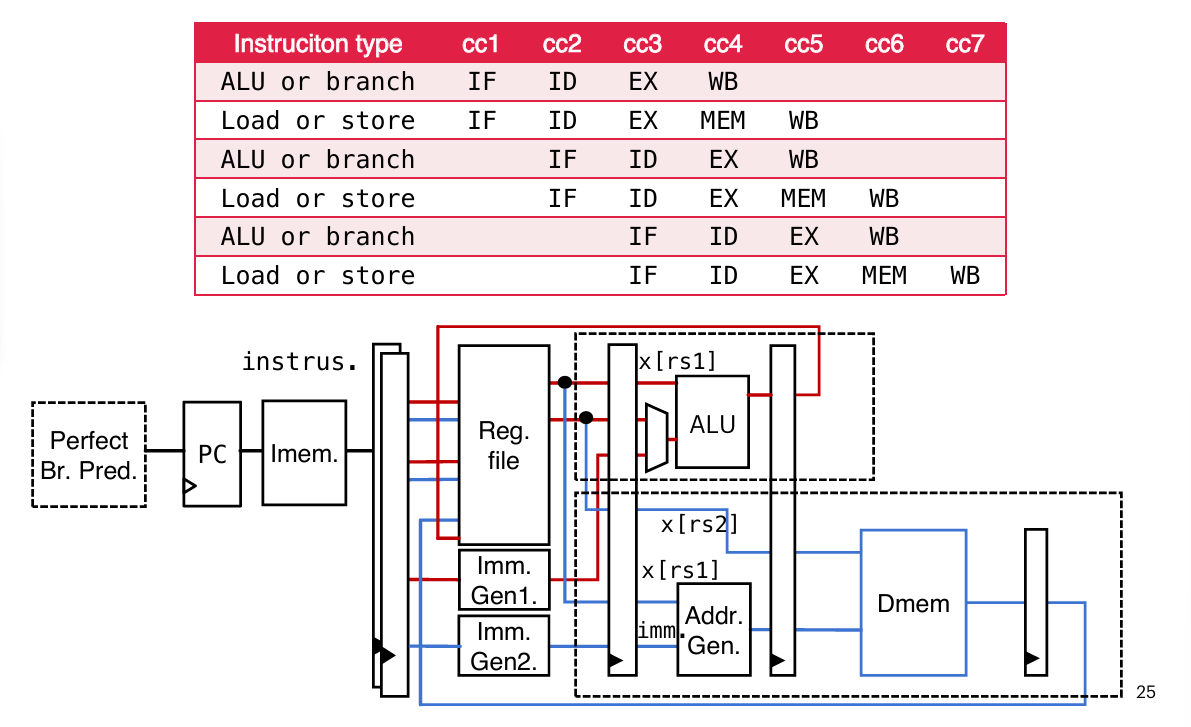 Instruciton type cc1 cc2 cc3 cc4 cc5 cc6 cc7
ALU or branch IF ID EX WB
Load or store IF ID EX MEM WB
ALU or branch IF ID EX WB
Load or store IF ID EX MEM WB
ALU or branch IF ID EX WB
Load or store IF ID EX MEM WB
instrus.
Perfect
Br. Pred.
PC
Imem.
Reg.
file
Imm.
Gen1.
Imm.
Gen2.
x[rs1]
ALU
x[rs2]
x[rs1]
imm.
Addr.
Gen.
Dmem
25